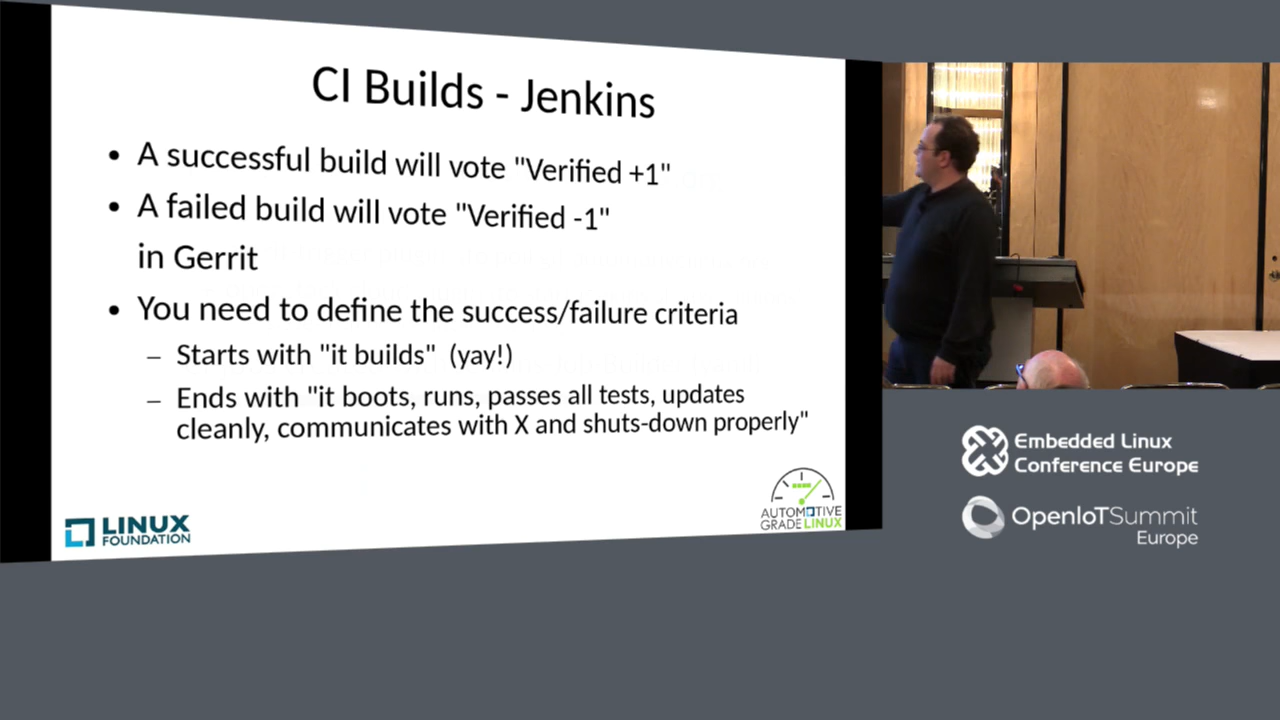 CI Builds - Jenkins
• A successful build will vote "Verified +1"
• A failed build will vote "Verified -1"
in Gerrit
• You need to define the success/failure criteria
– Starts with "it builds" (yay!)
– Ends with "it boots, runs, passes all tests, updates
cleanly, communicates with X and shuts-down properly"
LINUX
FOUNDATION
AUTOMOTIVE
GRADE LINUX
Embedded Linux
Conference Europe
OpenIoTSummit
Europe